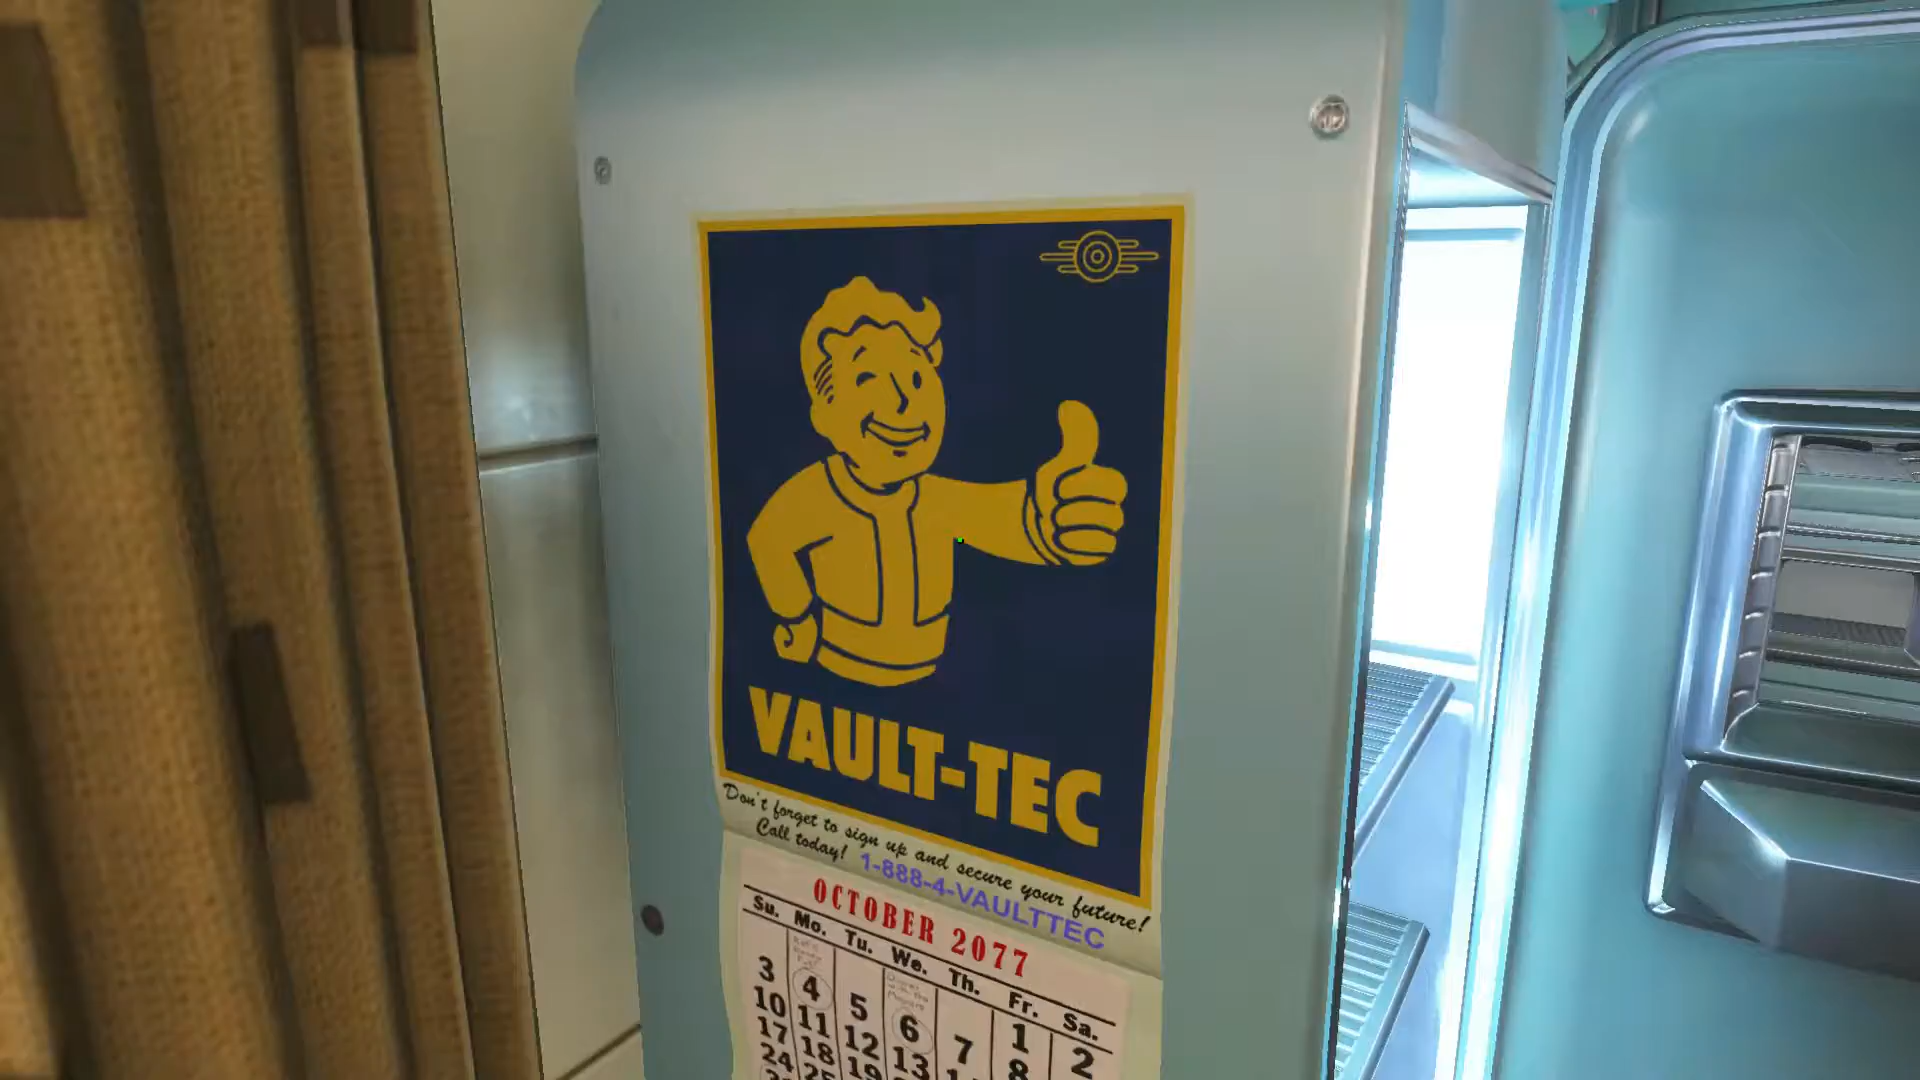 VAULT-TEC
Don't forget to sign up and secure your future!
Call today! 1-888-4-VAULTTEC
OCTOBER 2077
Su. Mo. Tu. We. Th. Fr. Sa.
1 2
3 4 5 6 7 8
10 11 12 13
17 18 19
24 25